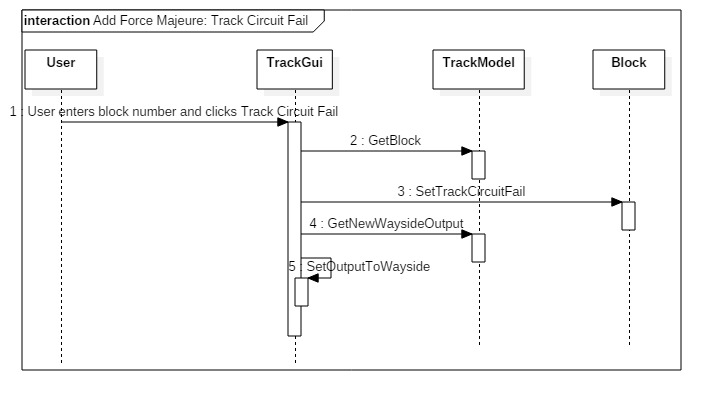 interaction Add Force Majeure: Track Circuit Fail
User
TrackGui
TrackModel
Block
1 : User enters block number and clicks Track Circuit Fail
2 : GetBlock
3 : SetTrackCircuitFail
4 : GetNewWaysideOutput
5 : SetOutputToWayside